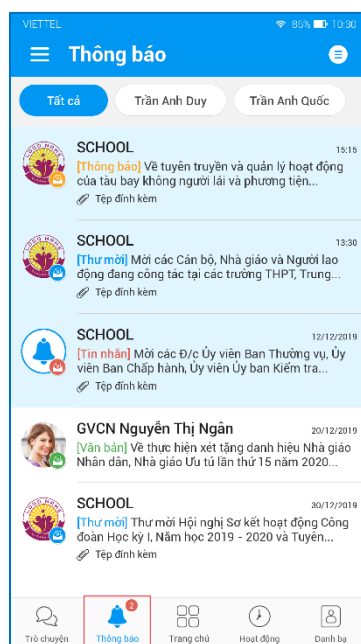 VIETTEL 86% 10:30
Thông báo
Tất cả Trần Anh Duy Trần Anh Quốc
SCHOOL 15:15
[Thông báo] Về tuyên truyền và quản lý hoạt động
của tàu bay không người lái và phương tiện...
Tệp đính kèm
SCHOOL 13:30
[Thư mời] Mời các Cán bộ, Nhà giáo và Người lao
động đang công tác tại các trường THPT, Trung...
Tệp đính kèm
SCHOOL 12/12/2019
[Tin nhắn] Mời các Đ/c Ủy viên Ban Thường vụ, Ủy
viên Ban Chấp hành, Ủy viên Ủy ban Kiểm tra...
Tệp đính kèm
GVCN Nguyễn Thị Ngân 20/12/2019
[Văn bản] Về thực hiện xét tặng danh hiệu Nhà giáo
Nhân dân, Nhà giáo Ưu tú lần thứ 15 năm 2020...
SCHOOL 30/12/2019
[Thư mời] Thư mời Hội nghị Sơ kết hoạt động Công
đoàn Học kỳ I, Năm học 2019 - 2020 và Tuyên...
Tệp đính kèm
2
Trò chuyện Thông báo Trang chủ Hoạt động Danh bạ